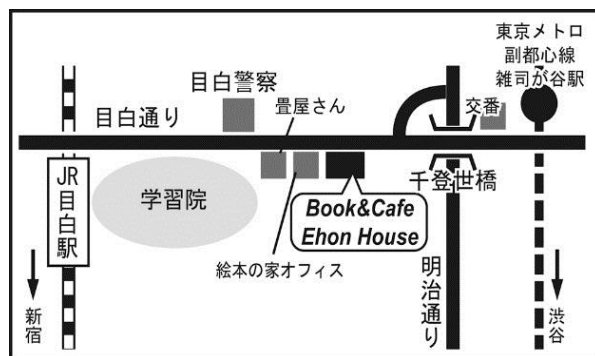 東京メトロ
副都心線
雑司が谷駅
目白警察
交番
目白通り
畳屋さん
JR目白駅
学習院
千登世橋
Book&Cafe
Ehon House
絵本の家オフィス
明治通り
新宿
渋谷